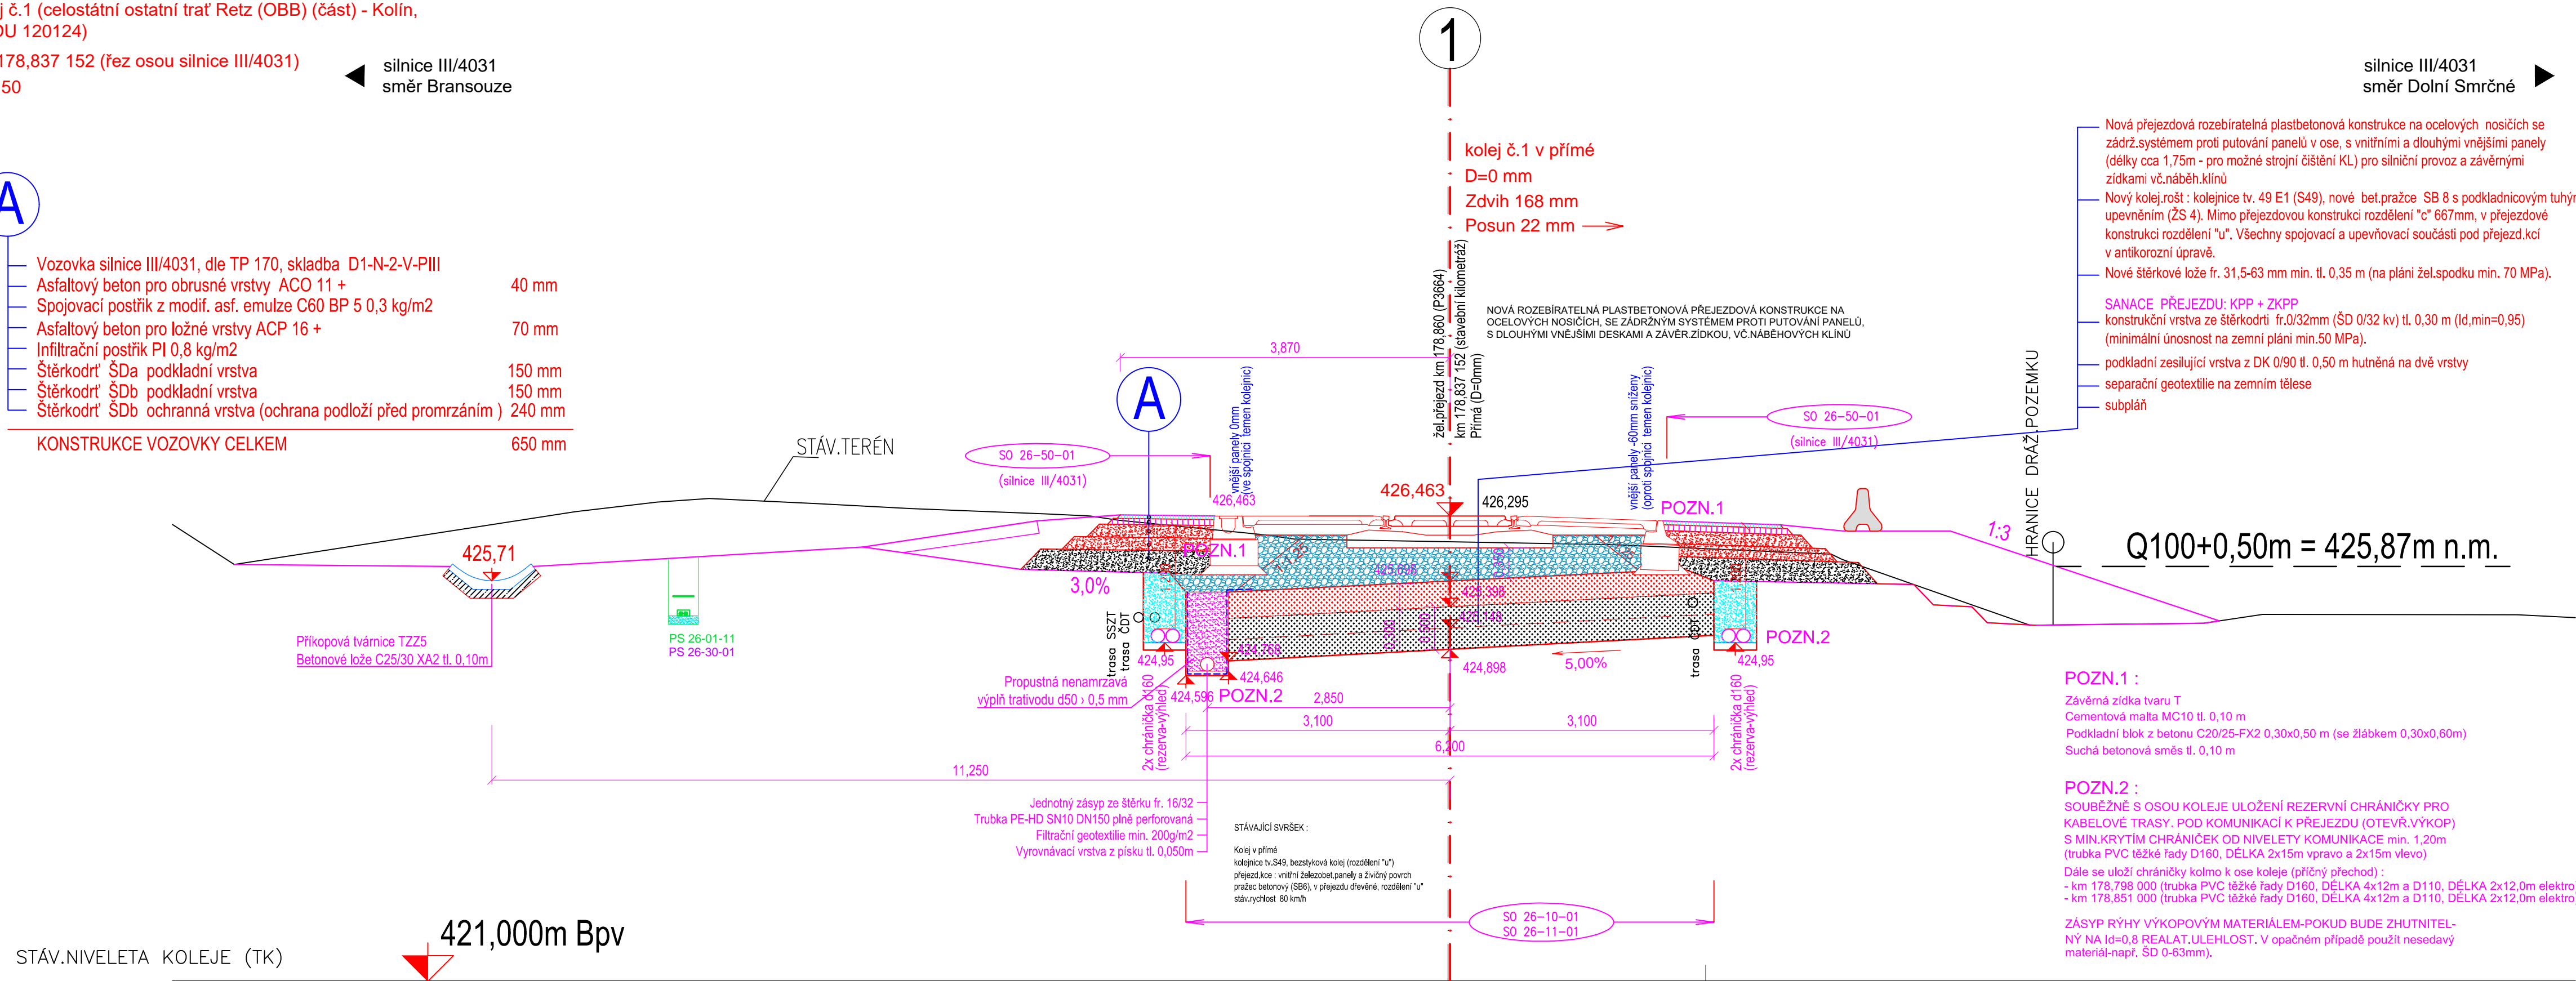 j č.1 (celostátní ostatní trať Retz (OBB) (část) - Kolín,
DU 120124)
178,837 152 (řez osou silnice III/4031)
50
silnice III/4031
směr Bransouze
1
silnice III/4031
směr Dolní Smrčné
A
Vozovka silnice III/4031, dle TP 170, skladba D1-N-2-V-PIII
Asfaltový beton pro obrusné vrstvy ACO 11 + 40 mm
Spojovací postřik z modif. asf. emulze C60 BP 5 0,3 kg/m2
Asfaltový beton pro ložné vrstvy ACP 16 + 70 mm
Infiltrační postřik PI 0,8 kg/m2
Štěrkodrť ŠDa podkladní vrstva 150 mm
Štěrkodrť ŠDb podkladní vrstva 150 mm
Štěrkodrť ŠDb ochranná vrstva (ochrana podloží před promrzáním ) 240 mm
KONSTRUKCE VOZOVKY CELKEM 650 mm
kolej č.1 v přímé
D=0 mm
Zdvih 168 mm
Posun 22 mm
žel.přejezd km 178,860 (P3664)
km 178,837 152 (stavební kilometráž)
Přímá (D=0mm)
NOVÁ ROZEBÍRATELNÁ PLASTBETONOVÁ PŘEJEZDOVÁ KONSTRUKCE NA
OCELOVÝCH NOSIČÍCH, SE ZÁDRŽNÝM SYSTÉMEM PROTI PUTOVÁNÍ PANELŮ,
S DLOUHÝMI VNĚJŠÍMI DESKAMI A ZÁVĚR.ZÍDKOU, VČ.NÁBĚHOVÝCH KLÍNŮ
Nová přejezdová rozebíratelná plastbetonová konstrukce na ocelových nosičích se
zádrž.systémem proti putování panelů v ose, s vnitřními a dlouhými vnějšími panely
(délky cca 1,75m - pro možné strojní čištění KL) pro silniční provoz a závěrnými
zídkami vč.náběh.klínů
Nový kolej.rošt : kolejnice tv. 49 E1 (S49), nové bet.pražce SB 8 s podkladnicovým tuhým
upevněním (ŽS 4). Mimo přejezdovou konstrukci rozdělení "c" 667mm, v přejezdové
konstrukci rozdělení "u". Všechny spojovací a upevňovací součásti pod přejezd.kcí
v antikorozní úpravě.
Nové štěrkové lože fr. 31,5-63 mm min. tl. 0,35 m (na pláni žel.spodku min. 70 MPa).
SANACE PŘEJEZDU: KPP + ZKPP
konstrukční vrstva ze štěrkodrti fr.0/32mm (ŠD 0/32 kv) tl. 0,30 m (Id,min=0,95)
(minimální únosnost na zemní pláni min.50 MPa).
podkladní zesilující vrstva z DK 0/90 tl. 0,50 m hutněná na dvě vrstvy
separační geotextilie na zemním tělese
subpláň
3,870
A
STÁV.TERÉN
SO 26-50-01
(silnice III/4031)
vnější panely 0mm
(ve spojnici temen kolejnic)
426,463
426,463
426,295
vnější panely -60mm sníženy
(oproti spojnici temen kolejnic)
SO 26-50-01
(silnice III/4031)
POZN.1
POZN.1
HRANICE DRÁŽ.POZEMKU
1:3
Q100+0,50m = 425,87m n.m.
425,71
3,0%
1:1,25
425,698
0,350
425,398
425,148
424,768
PS 26-01-11
PS 26-30-01
trasa SSZT
trasa ČDT
trasa ČDT
Příkopová tvárnice TZZ5
Betonové lože C25/30 XA2 tl. 0,10m
424,95
424,95
POZN.2
424,898
5,00%
Propustná nenamrzavá
výplň trativodu d50 › 0,5 mm
424,646
424,596
POZN.2
2x chránička d160
(rezerva-výhled)
2x chránička d160
(rezerva-výhled)
2,850
3,100
3,100
6,200
11,250
Jednotný zásyp ze štěrku fr. 16/32
Trubka PE-HD SN10 DN150 plně perforovaná
Filtrační geotextilie min. 200g/m2
Vyrovnávací vrstva z písku tl. 0,050m
STÁVAJÍCÍ SVRŠEK :
Kolej v přímé
kolejnice tv.S49, bezstyková kolej (rozdělení "u")
přejezd.kce : vnitřní železobet.panely a živičný povrch
pražec betonový (SB6), v přejezdu dřevěné, rozdělení "u"
stáv.rychlost 80 km/h
SO 26-10-01
SO 26-11-01
POZN.1 :
Závěrná zídka tvaru T
Cementová malta MC10 tl. 0,10 m
Podkladní blok z betonu C20/25-FX2 0,30x0,50 m (se žlábkem 0,30x0,60m)
Suchá betonová směs tl. 0,10 m
POZN.2 :
SOUBĚŽNĚ S OSOU KOLEJE ULOŽENÍ REZERVNÍ CHRÁNIČKY PRO
KABELOVÉ TRASY. POD KOMUNIKACÍ K PŘEJEZDU (OTEVŘ.VÝKOP)
S MIN.KRYTÍM CHRÁNIČEK OD NIVELETY KOMUNIKACE min. 1,20m
(trubka PVC těžké řady D160, DÉLKA 2x15m vpravo a 2x15m vlevo)
Dále se uloží chráničky kolmo k ose koleje (příčný přechod) :
- km 178,798 000 (trubka PVC těžké řady D160, DÉLKA 4x12m a D110, DÉLKA 2x12,0m elektro
- km 178,851 000 (trubka PVC těžké řady D160, DÉLKA 4x12m a D110, DÉLKA 2x12,0m elektro
ZÁSYP RÝHY VÝKOPOVÝM MATERIÁLEM-POKUD BUDE ZHUTNITEL-
NÝ NA Id=0,8 REALAT.ULEHLOST. V opačném případě použít nesedavý
materiál-např. ŠD 0-63mm).
421,000m Bpv
STÁV.NIVELETA KOLEJE (TK)